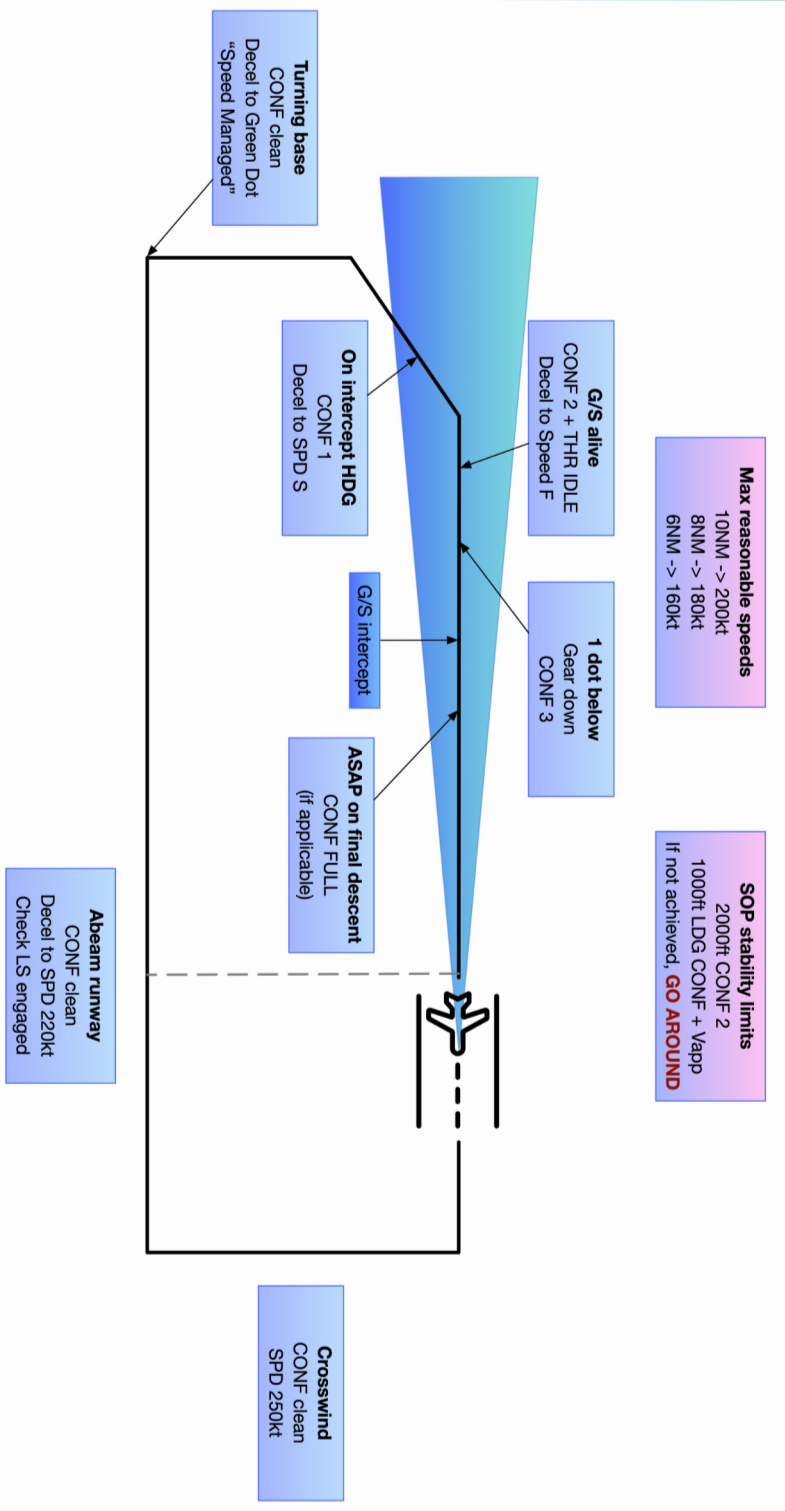 Max reasonable speeds
10NM -> 200kt
8NM -> 180kt
6NM -> 160kt
SOP stability limits
2000ft CONF 2
1000ft LDG CONF + Vapp
If not achieved, GO AROUND
G/S alive
CONF 2 + THR IDLE
Decel to Speed F
1 dot below
Gear down
CONF 3
G/S intercept
On intercept HDG
CONF 1
Decel to SPD S
ASAP on final descent
CONF FULL
(if applicable)
Turning base
CONF clean
Decel to Green Dot
“Speed Managed”
Crosswind
CONF clean
SPD 250kt
Abeam runway
CONF clean
Decel to SPD 220kt
Check LS engaged